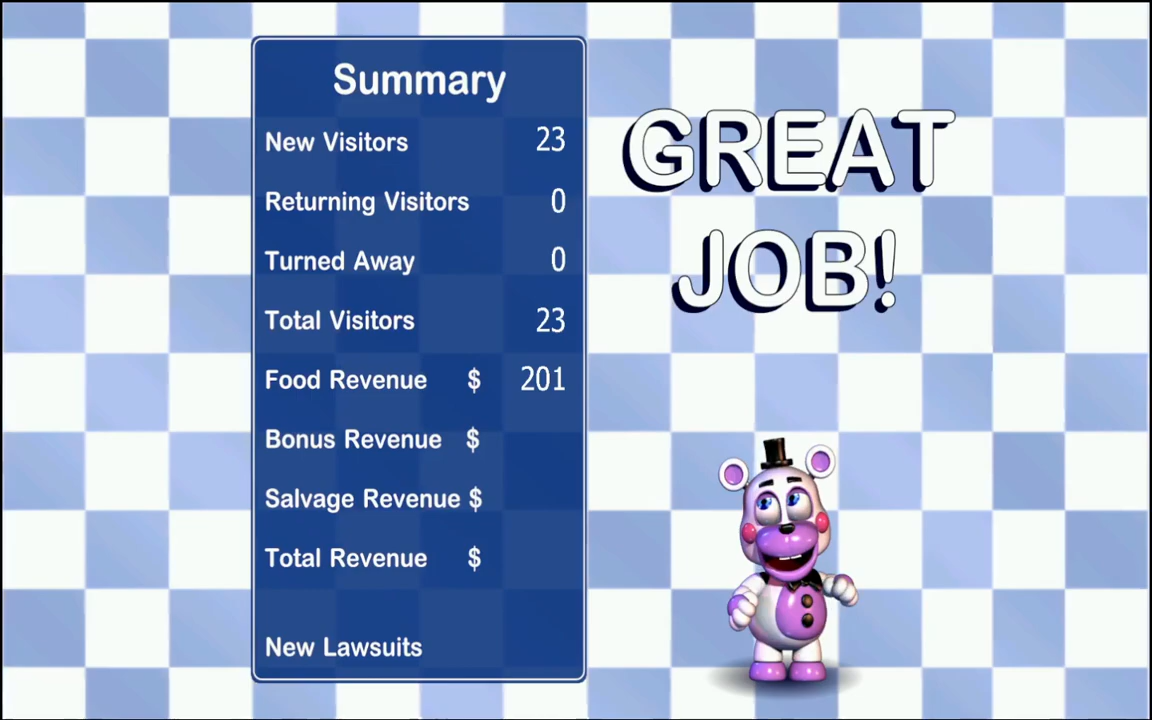 Summary
New Visitors 23
Returning Visitors 0
Turned Away 0
Total Visitors 23
Food Revenue $ 201
Bonus Revenue $
Salvage Revenue $
Total Revenue $
New Lawsuits
GREAT
JOB!